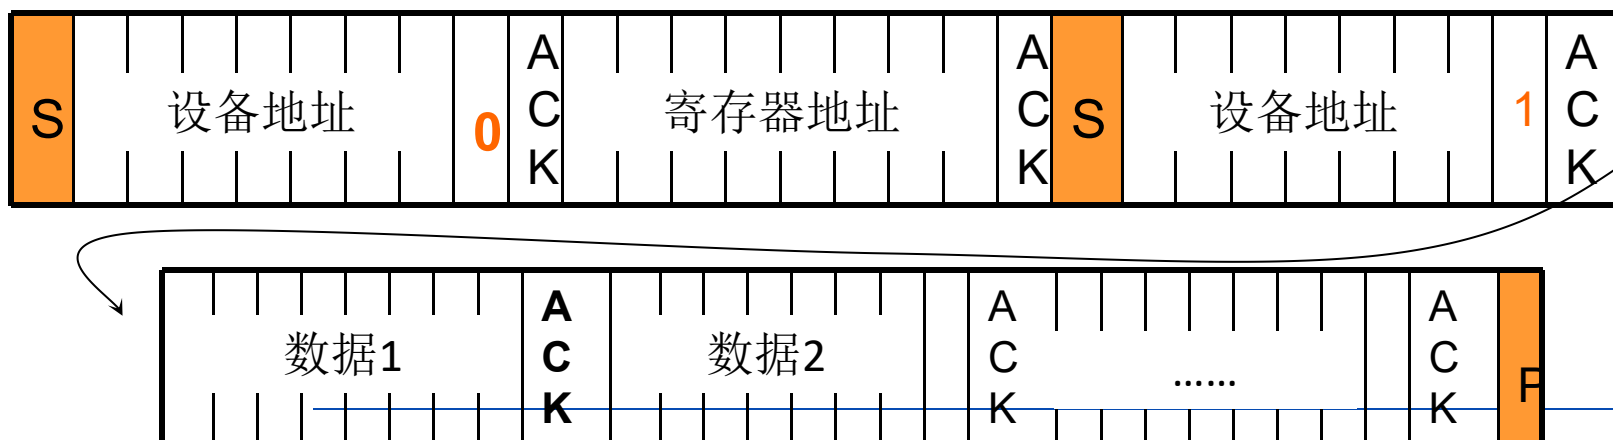 S 设备地址 0 ACK 寄存器地址 ACK S 设备地址 1 ACK
数据1 ACK 数据2 ACK …… ACK P